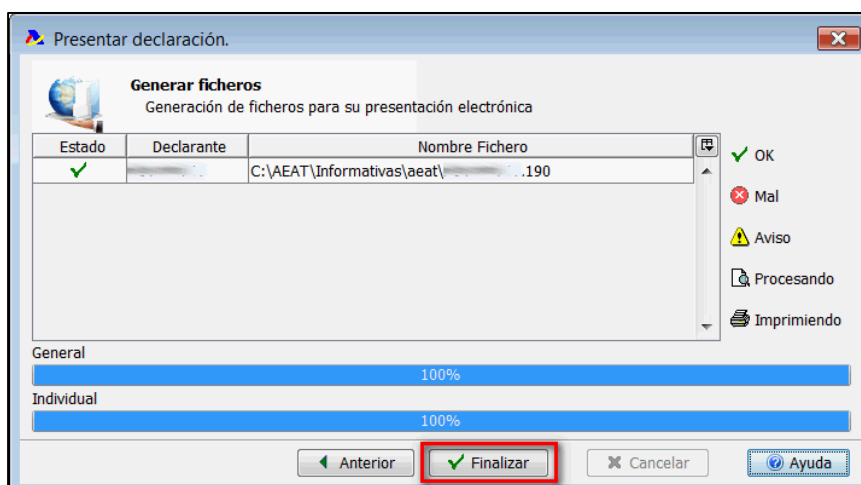 Presentar declaración.
Generar ficheros
Generación de ficheros para su presentación electrónica
Estado Declarante Nombre Fichero
C:\AEAT\Informativas\aeat\ .190
OK
Mal
Aviso
Procesando
Imprimiendo
General
100%
Individual
100%
Anterior Finalizar Cancelar Ayuda